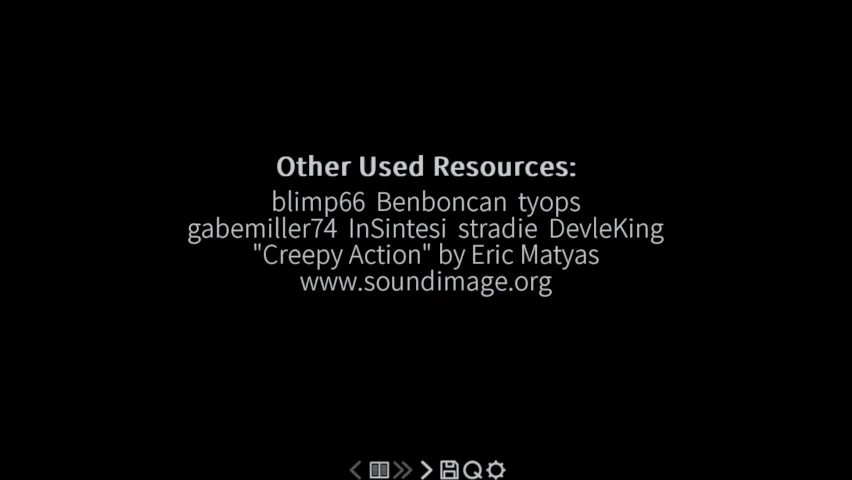 Other Used Resources:
blimp66 Benboncan tyops
gabemiller74 InSintesi stradie DevleKing
"Creepy Action" by Eric Matyas
www.soundimage.org